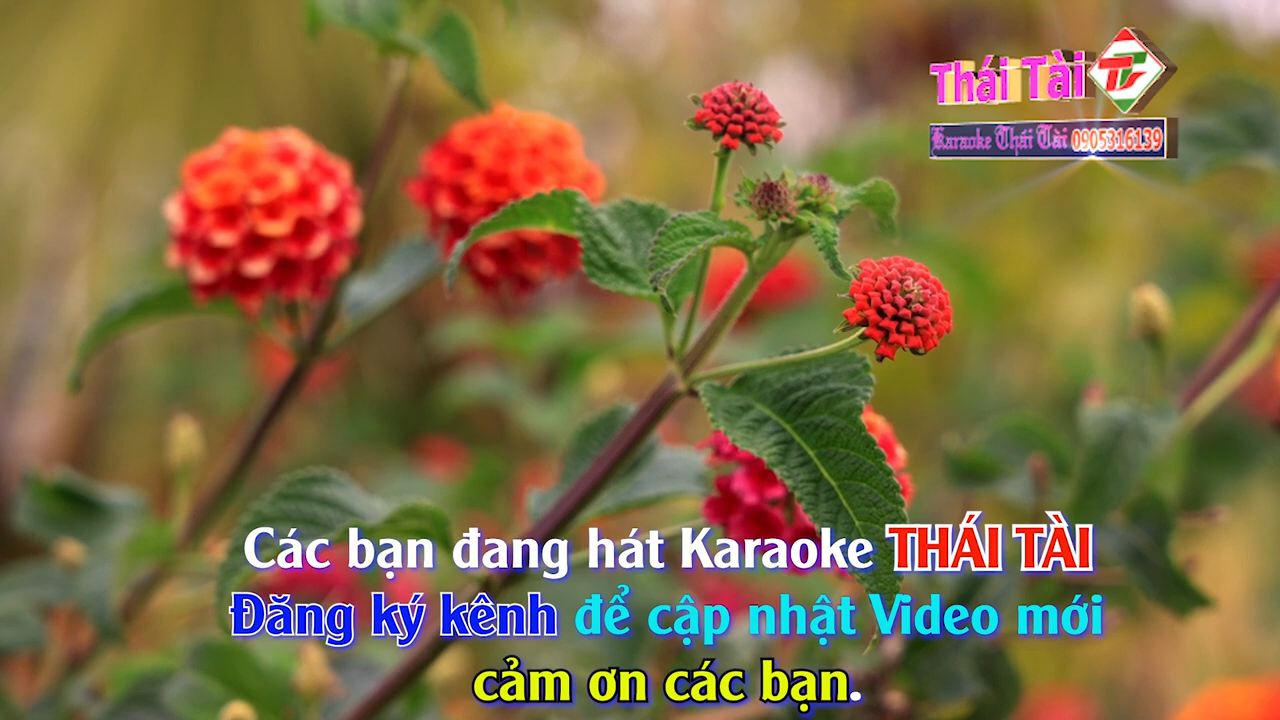 Thái Tài
Karaoke Thái Tài 0905316139
Các bạn đang hát Karaoke THÁI TÀI
Đăng ký kênh để cập nhật Video mới
cảm ơn các bạn.